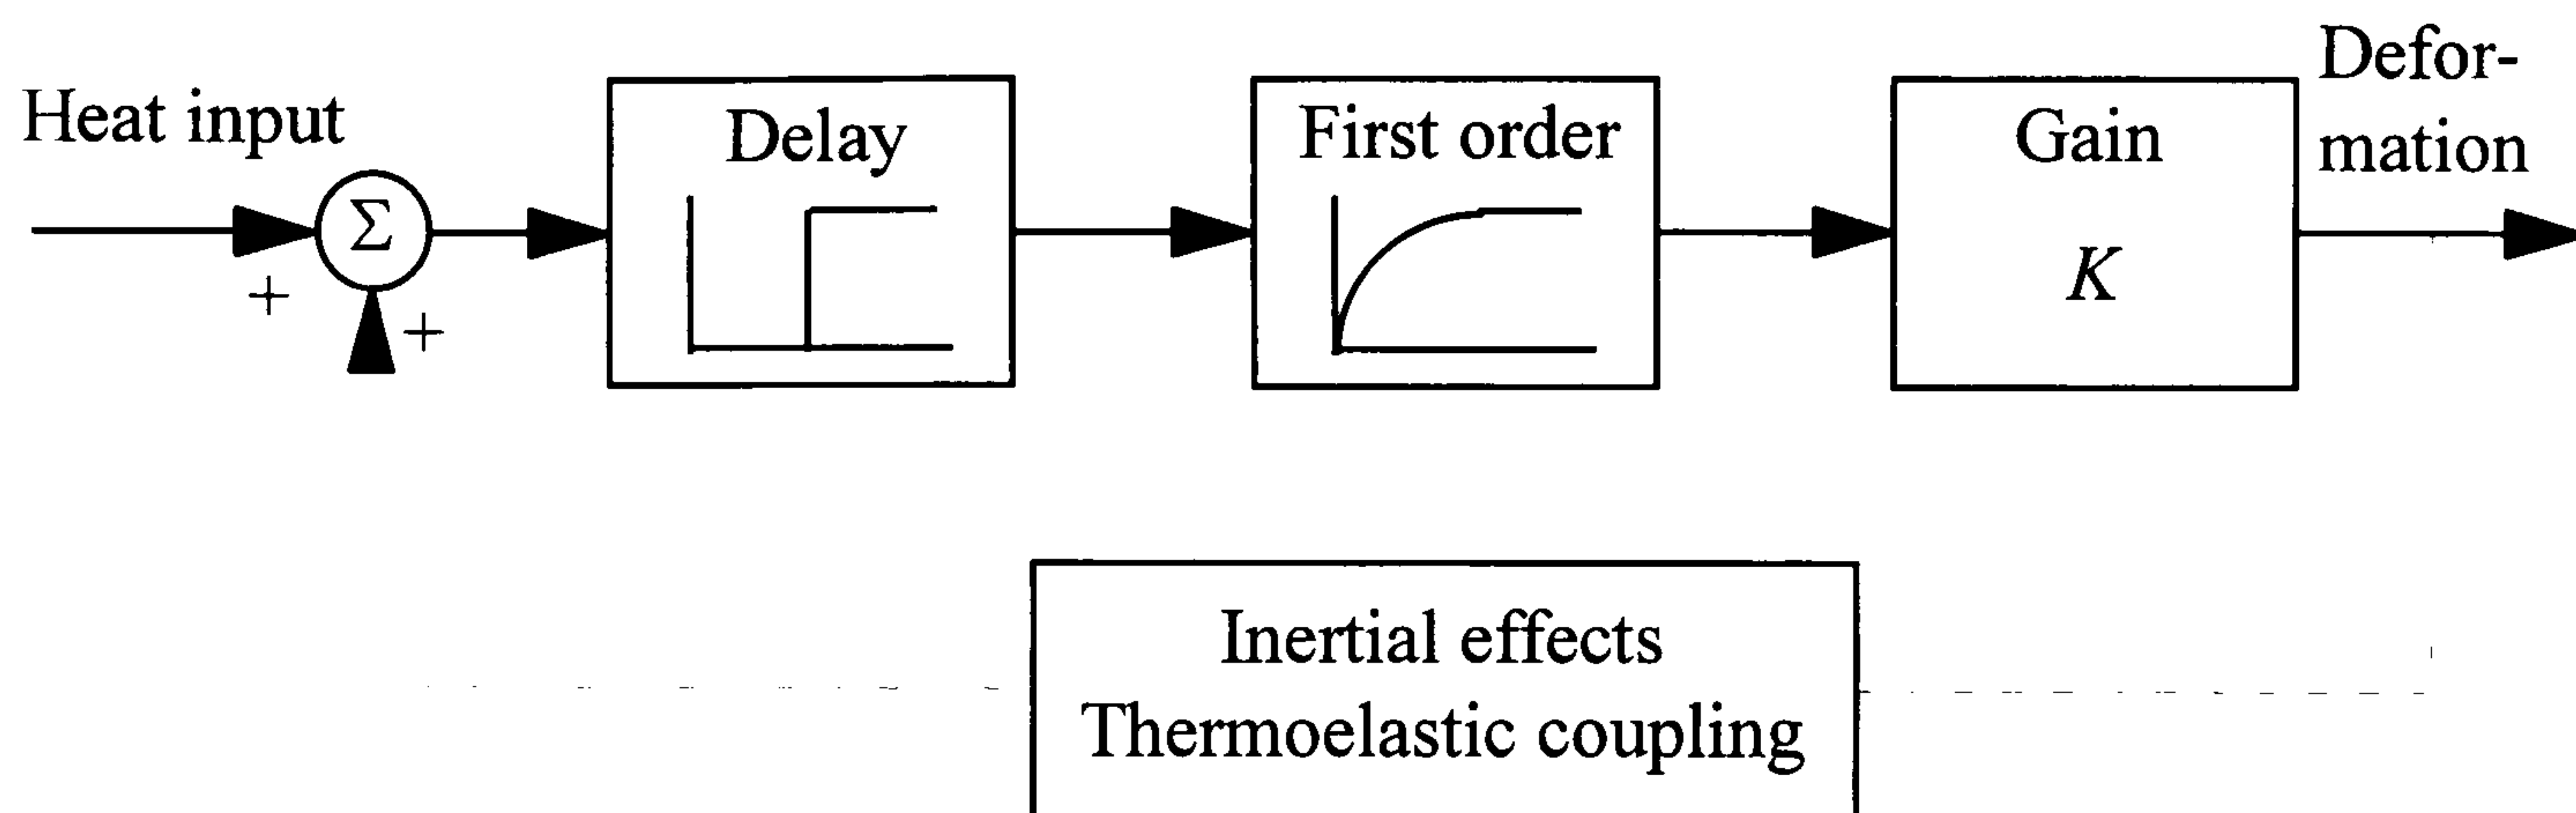 Heat input
Σ
+
+
Delay
First order
Gain
K
Defor-
mation
Inertial effects
Thermoelastic coupling